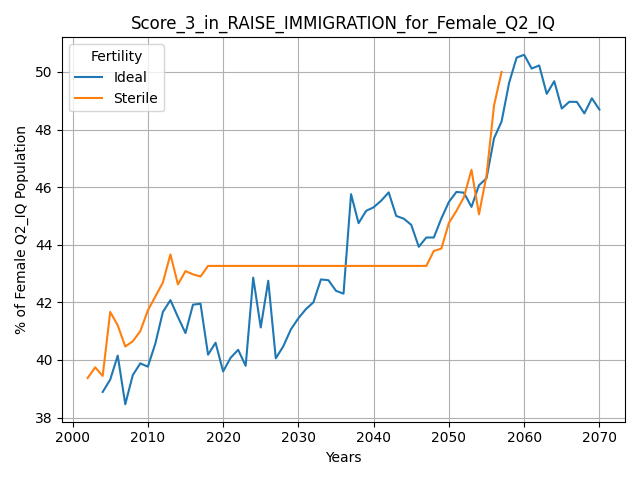 Score_3_in_RAISE_IMMIGRATION_for_Female_Q2_IQ
Fertility
Ideal
Sterile
% of Female Q2_IQ Population
50
48
46
44
42
40
38
2000 2010 2020 2030 2040 2050 2060 2070
Years